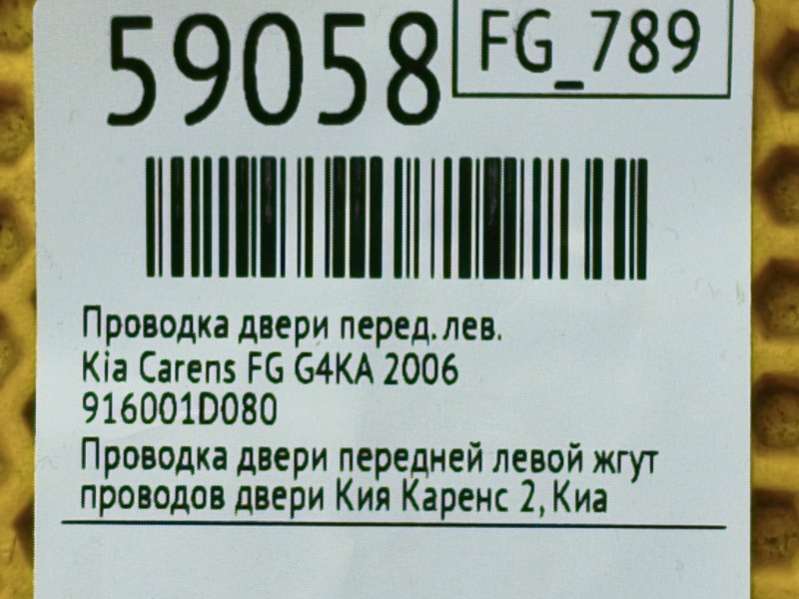 59058
FG_789
Проводка двери перед. лев.
Kia Carens FG G4KA 2006
916001D080
Проводка двери передней левой жгут
проводов двери Кия Каренс 2, Киа